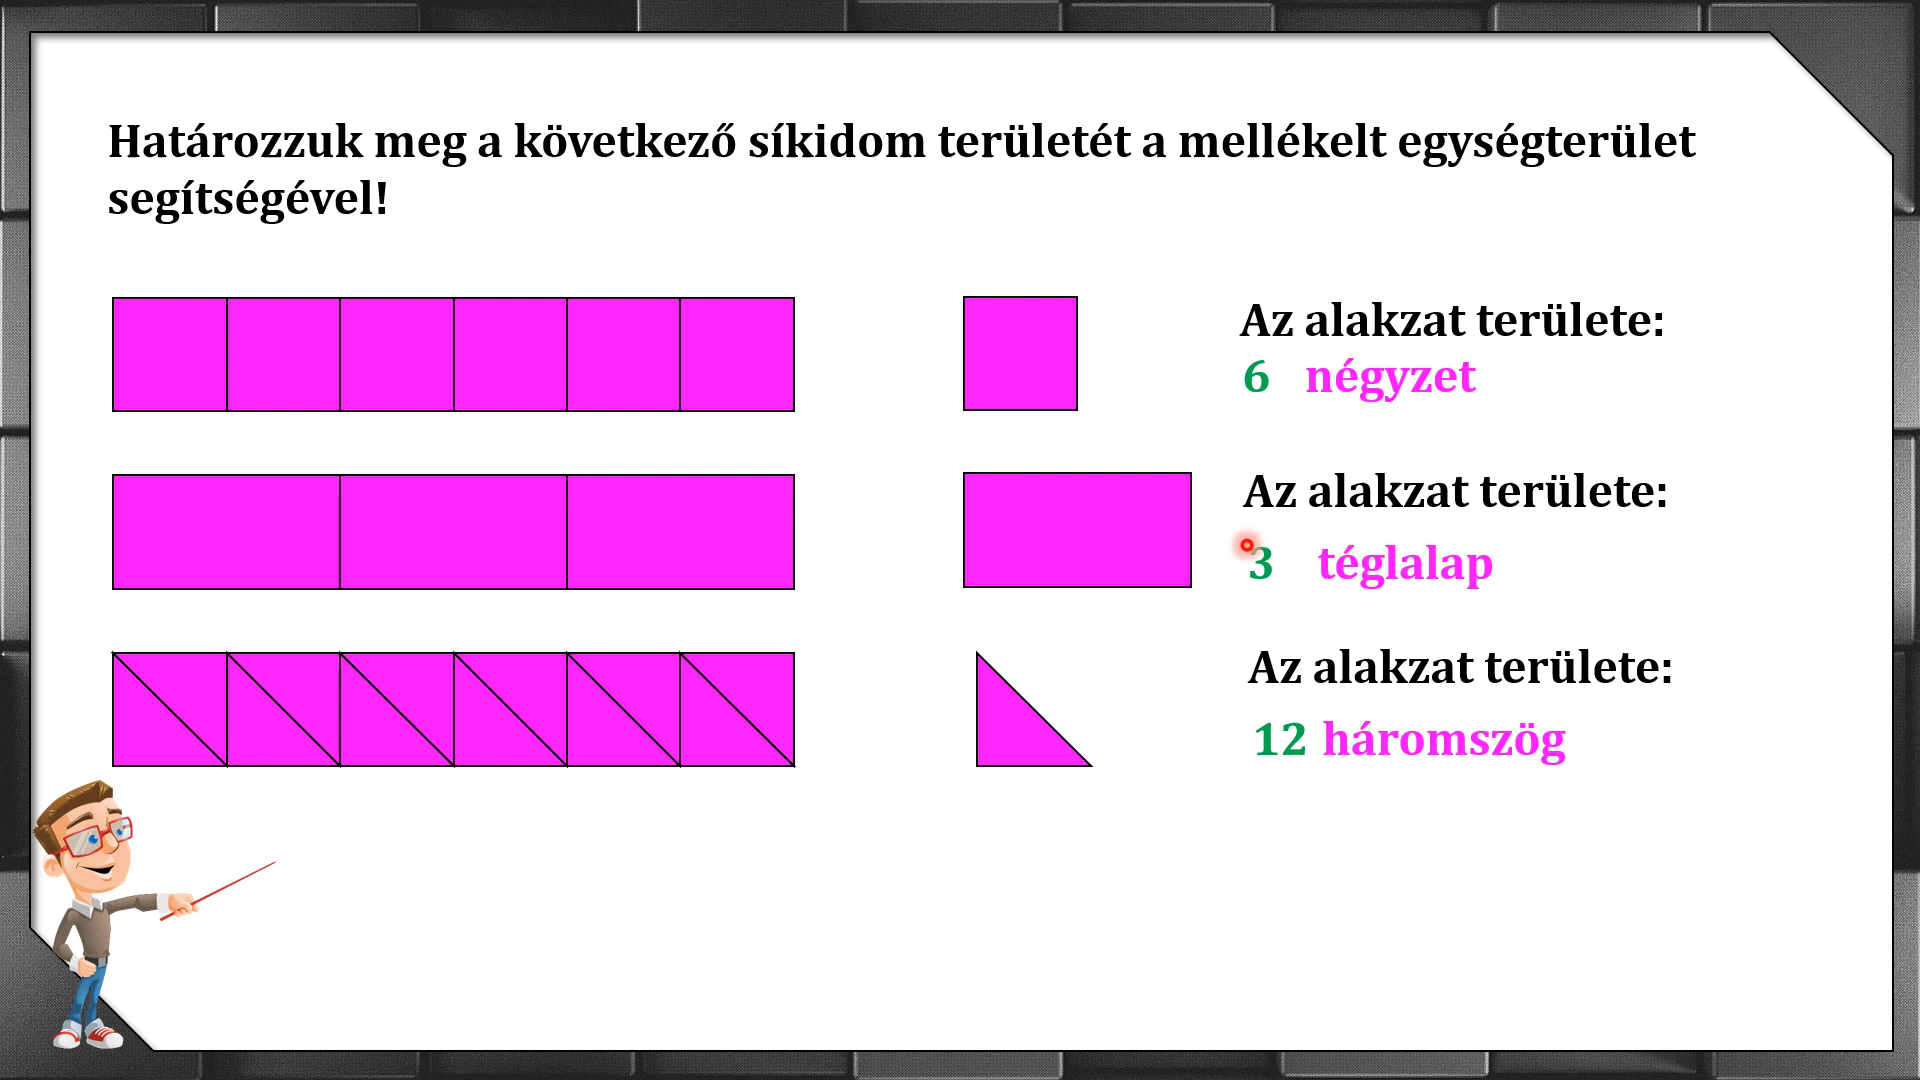 Határozzuk meg a következő síkidom területét a mellékelt egységterület
segítségével!
Az alakzat területe:
6 négyzet
Az alakzat területe:
3 téglalap
Az alakzat területe:
12 háromszög